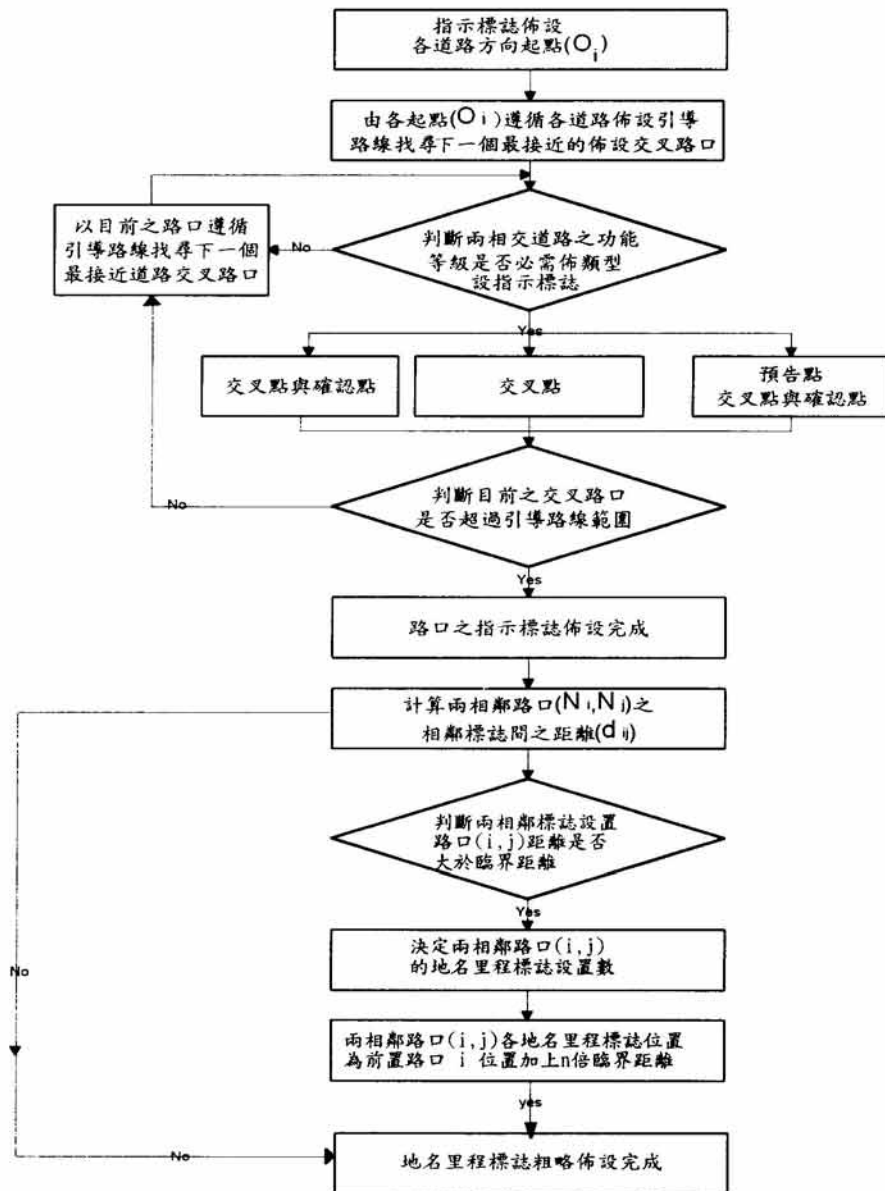 指示標誌佈設
各道路方向起點(Oi)
由各起點(Oi)遵循各道路佈設引導
路線找尋下一個最接近的佈設交叉路口
以目前之路口遵循
引導路線找尋下一個
最接近道路交叉路口
No
判斷兩相交道路之功能
等級是否必需佈類型
設指示標誌
Yes
交叉點與確認點
交叉點
預告點
交叉點與確認點
No
判斷目前之交叉路口
是否超過引導路線範圍
Yes
路口之指示標誌佈設完成
計算兩相鄰路口(Ni,Nj)之
相鄰標誌間之距離(dij)
判斷兩相鄰標誌設置
路口(i,j)距離是否
大於臨界距離
Yes
決定兩相鄰路口(i,j)
的地名里程標誌設置數
No
兩相鄰路口(i,j)各地名里程標誌位置
為前置路口 i 位置加上n倍臨界距離
yes
No
地名里程標誌粗略佈設完成